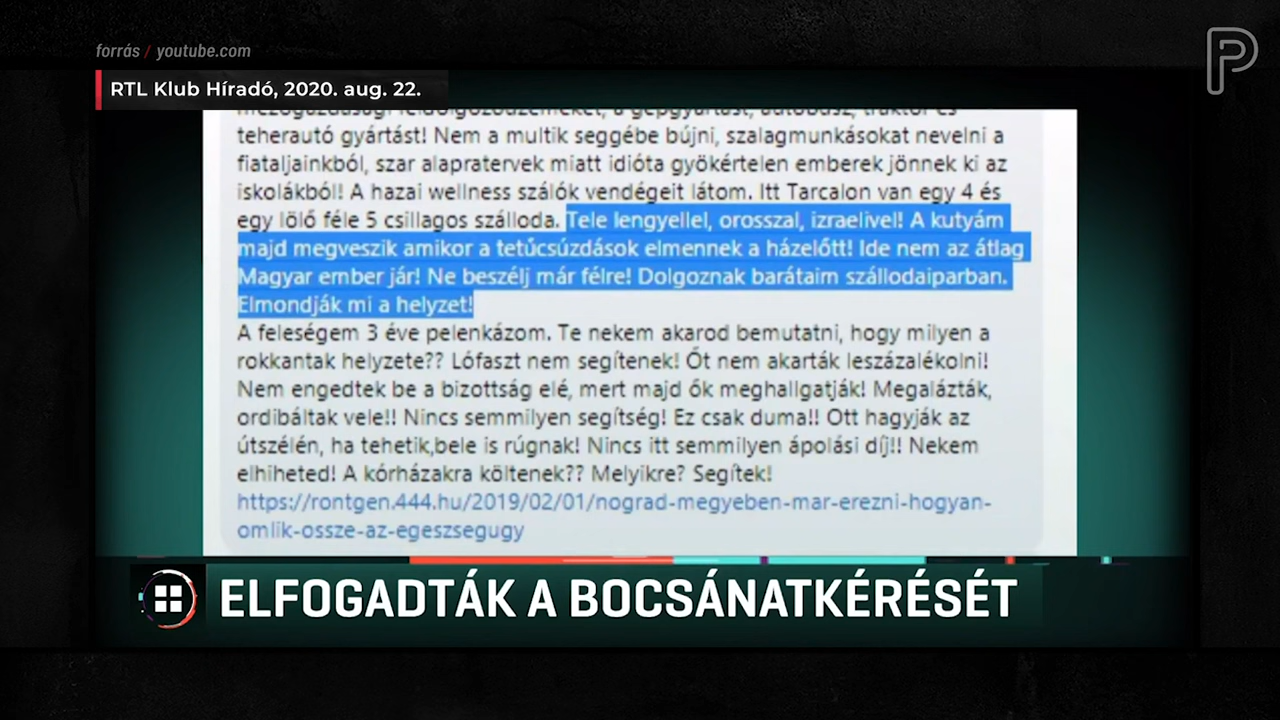 forrás / youtube.com
RTL Klub Híradó, 2020. aug. 22.
mezőgazdasági feldolgozóüzemeket, a gépgyártást, autóbusz, traktor és
teherautó gyártást! Nem a multik seggébe bújni, szalagmunkásokat nevelni a
fiataljainkból, szar alapratervek miatt idióta gyökértelen emberek jönnek ki az
iskolákból! A hazai wellness szálók vendégeit látom. Itt Tarcalon van egy 4 és
egy lölő féle 5 csillagos szálloda. Tele lengyellel, orosszal, izraelivel! A kutyám
majd megveszik amikor a tetűcsúzdások elmennek a házelőtt! Ide nem az átlag
Magyar ember jár! Ne beszélj már félre! Dolgoznak barátaim szállodaiparban.
Elmondják mi a helyzet!
A feleségem 3 éve pelenkázom. Te nekem akarod bemutatni, hogy milyen a
rokkantak helyzete?? Lófaszt nem segítenek! Őt nem akarták leszázalékolni!
Nem engedtek be a bizottság elé, mert majd ők meghallgatják! Megalázták,
ordibáltak vele!! Nincs semmilyen segítség! Ez csak duma!! Ott hagyják az
útszélén, ha tehetik,bele is rúgnak! Nincs itt semmilyen ápolási díj!! Nekem
elhiheted! A kórházakra költenek?? Melyikre? Segítek!
https://rontgen.444.hu/2019/02/01/nograd-megyeben-mar-erezni-hogyan-
omlik-ossze-az-egeszsegugy
ELFOGADTÁK A BOCSÁNATKÉRÉSÉT